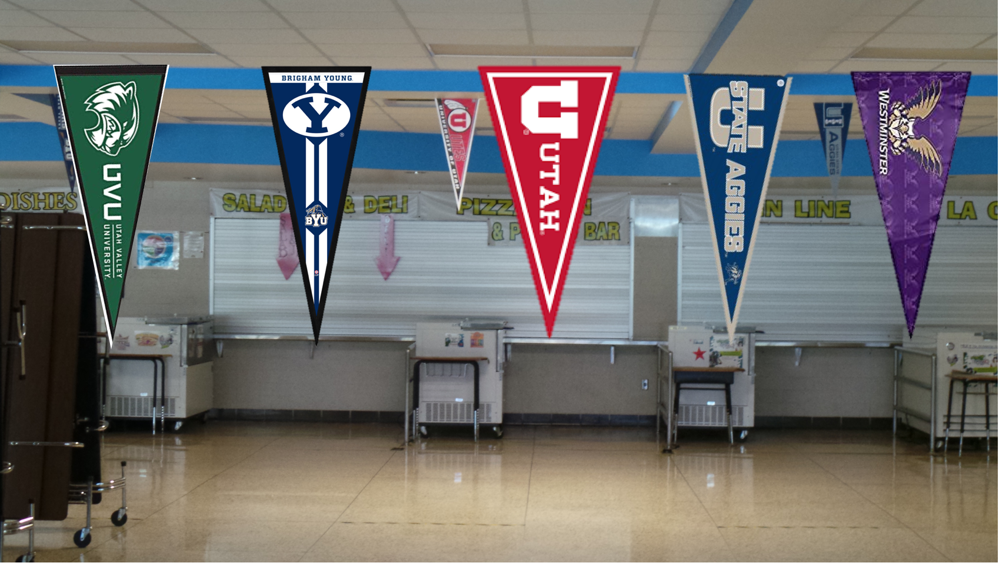 UVU
UTAH VALLEY
UNIVERSITY
BRIGHAM YOUNG
Y
BYU
U
UTES
UNIVERSITY OF UTAH
U
UTAH
U
STATE
AGGIES
U
AGGIES
WESTMINSTER
DISHES
SALAD & DELI
PIZZ
& P BAR
N LINE
LA